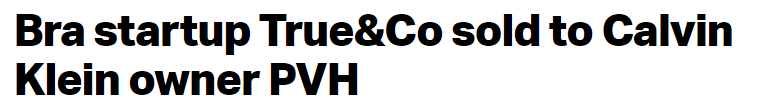 Bra startup True&Co sold to Calvin
Klein owner PVH